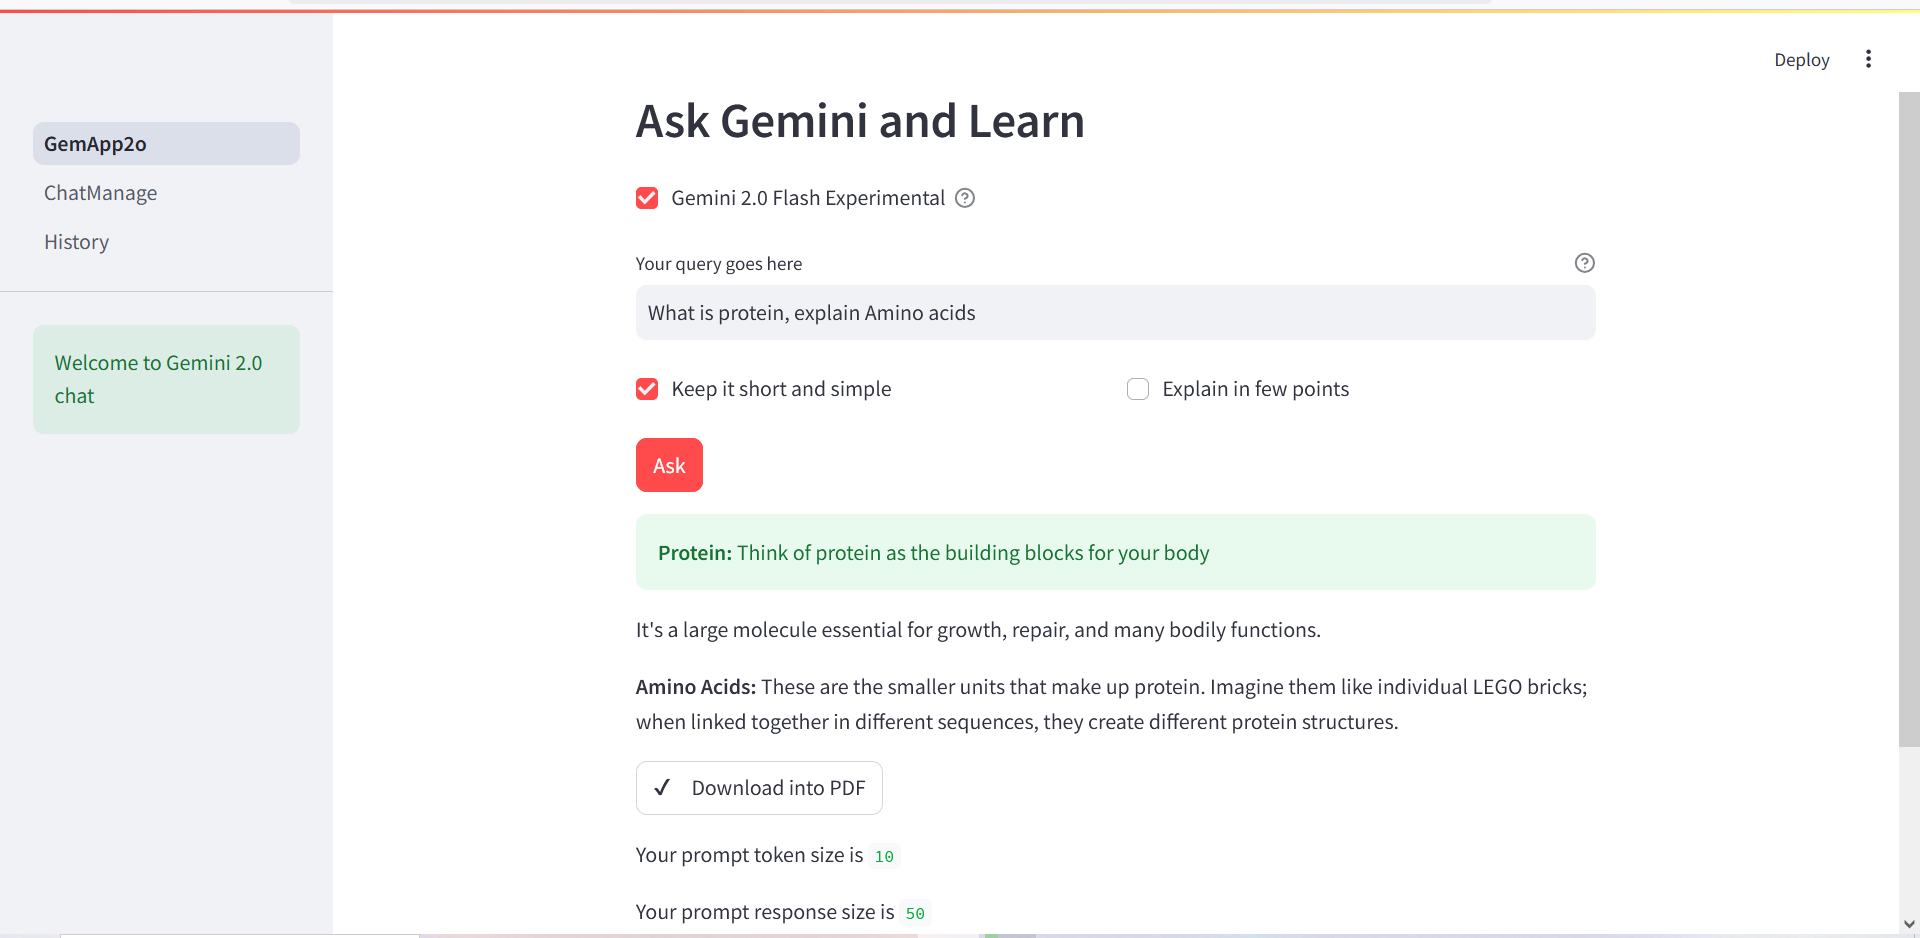 Deploy
GemApp2o
ChatManage
History
Welcome to Gemini 2.0
chat
Ask Gemini and Learn
Gemini 2.0 Flash Experimental
Your query goes here
What is protein, explain Amino acids
Keep it short and simple
Explain in few points
Ask
Protein: Think of protein as the building blocks for your body
It's a large molecule essential for growth, repair, and many bodily functions.
Amino Acids: These are the smaller units that make up protein. Imagine them like individual LEGO bricks;
when linked together in different sequences, they create different protein structures.
Download into PDF
Your prompt token size is 10
Your prompt response size is 50